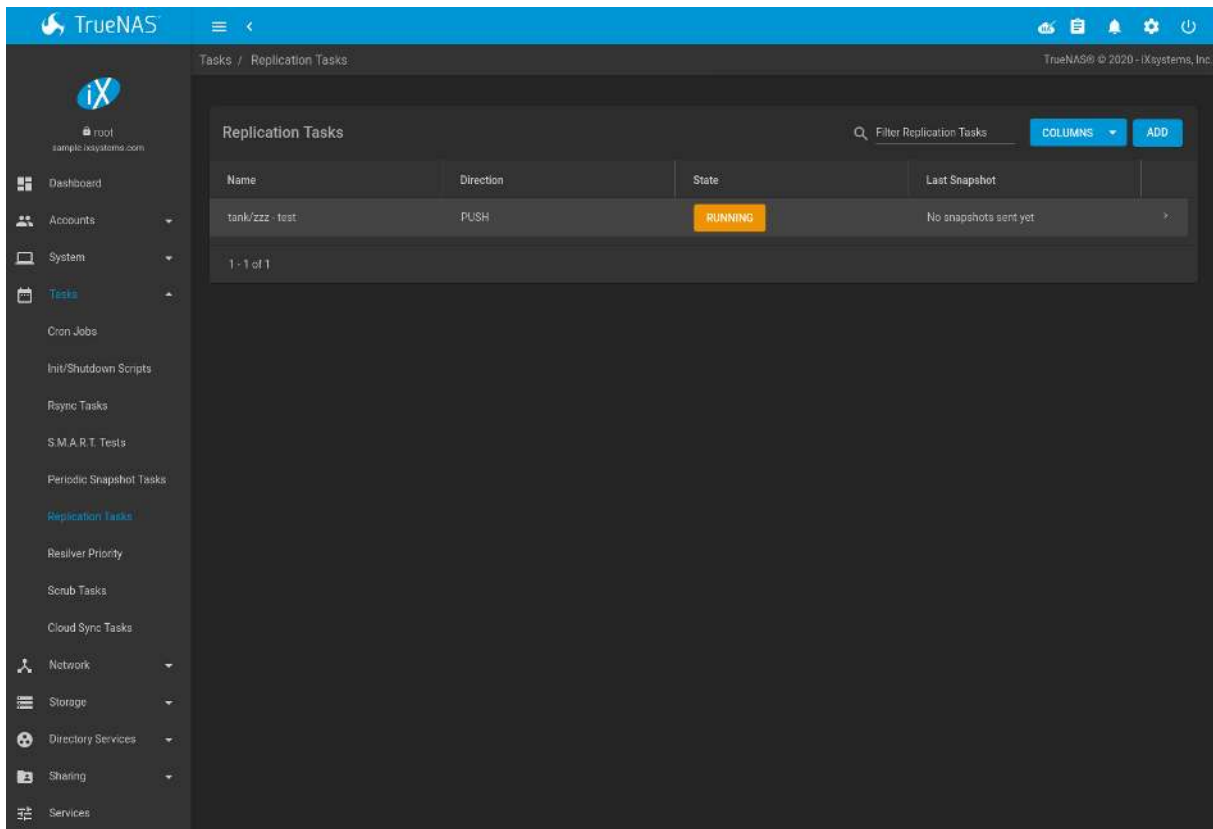 TrueNAS
Tasks / Replication Tasks
TrueNAS® © 2020 - iXsystems, Inc.
iX
root
sample.ixsystems.com
Replication Tasks
Filter Replication Tasks
COLUMNS
ADD
Name Direction State Last Snapshot
tank/zzz - test PUSH RUNNING No snapshots sent yet
1 - 1 of 1
Dashboard
Accounts
System
Tasks
Cron Jobs
Init/Shutdown Scripts
Rsync Tasks
S.M.A.R.T. Tests
Periodic Snapshot Tasks
Replication Tasks
Resilver Priority
Scrub Tasks
Cloud Sync Tasks
Network
Storage
Directory Services
Sharing
Services